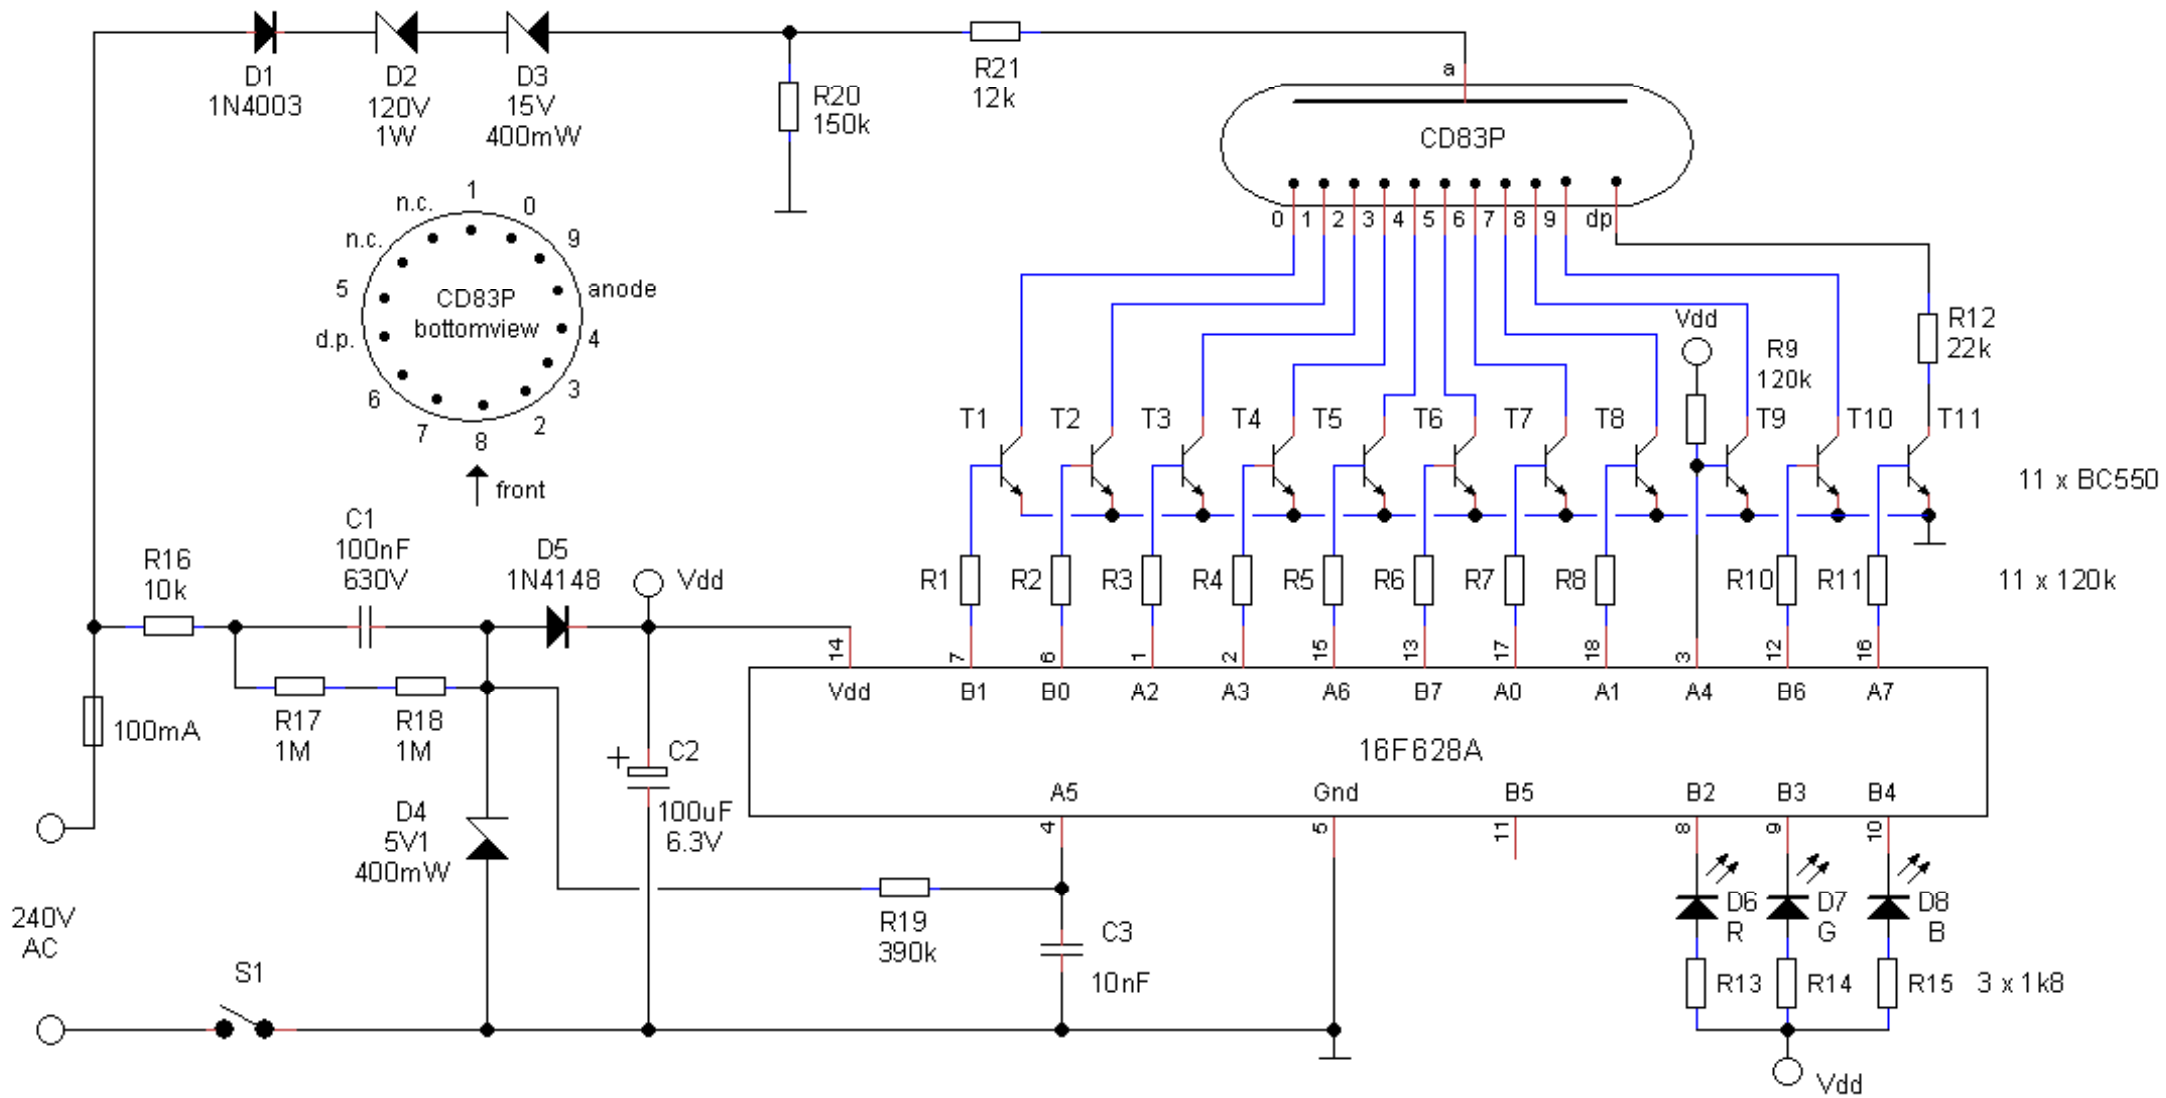 D1
1N4003
D2
120V
1W
D3
15V
400mW
R20
150k
R21
12k
a
CD83P
0 1 2 3 4 5 6 7 8 9 dp
n.c.
1
0
n.c.
9
5
anode
CD83P
bottomview
d.p.
4
6
3
7
2
8
front
Vdd
R9
120k
R12
22k
T1 T2 T3 T4 T5 T6 T7 T8 T9 T10 T11
11 x BC550
R16
10k
C1
100nF
630V
D5
1N4148
Vdd
R1 R2 R3 R4 R5 R6 R7 R8 R10 R11
11 x 120k
14 7 6 1 2 15 13 17 18 3 12 16
Vdd B1 B0 A2 A3 A6 B7 A0 A1 A4 B6 A7
100mA
R17
1M
R18
1M
+
C2
100uF
6.3V
16F628A
A5 Gnd B5 B2 B3 B4
4 5 11 8 9 10
D4
5V1
400mW
240V
AC
S1
R19
390k
C3
10nF
D6
R
D7
G
D8
B
R13 R14 R15 3 x 1k8
Vdd